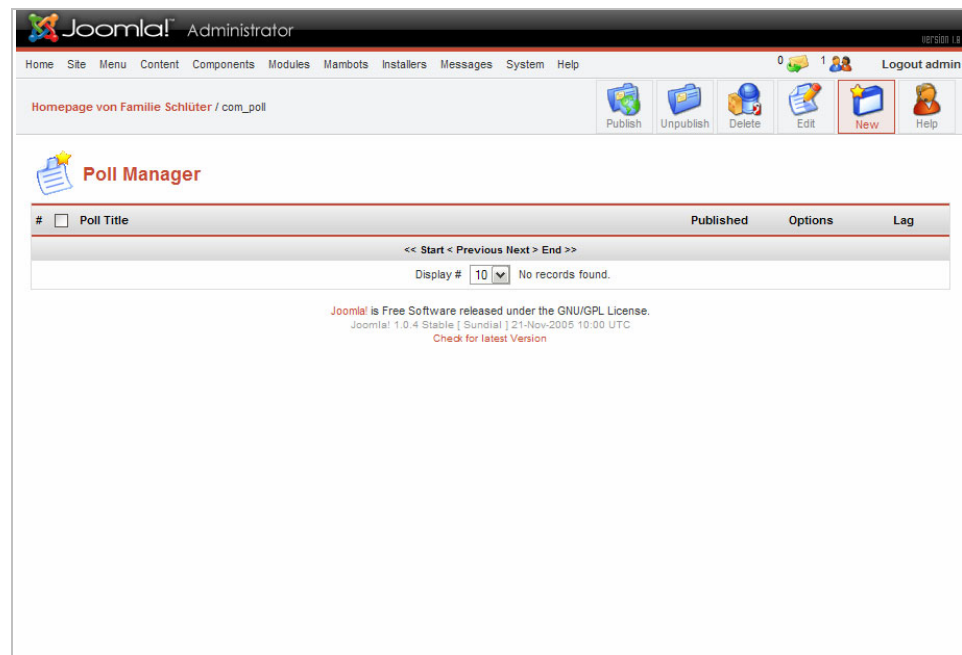 Joomla!™ Administrator
Home Site Menu Content Components Modules Mambots Installers Messages System Help 0 1 Logout admin
Homepage von Familie Schlüter / com_poll
Publish Unpublish Delete Edit New Help
Poll Manager
# Poll Title Published Options Lag
<< Start < Previous Next > End >>
Display # 10 No records found.
Joomla! is Free Software released under the GNU/GPL License.
Joomla! 1.0.4 Stable [ Sundial ] 21-Nov-2005 10:00 UTC
Check for latest Version